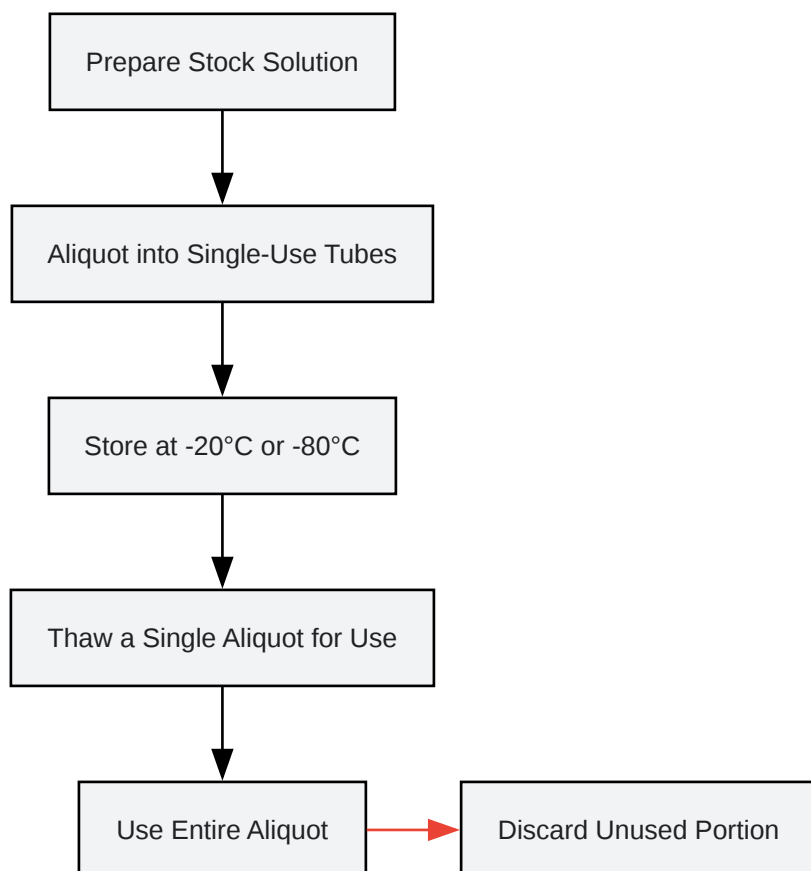 Prepare Stock Solution
Aliquot into Single-Use Tubes
Store at -20°C or -80°C
Thaw a Single Aliquot for Use
Use Entire Aliquot
Discard Unused Portion